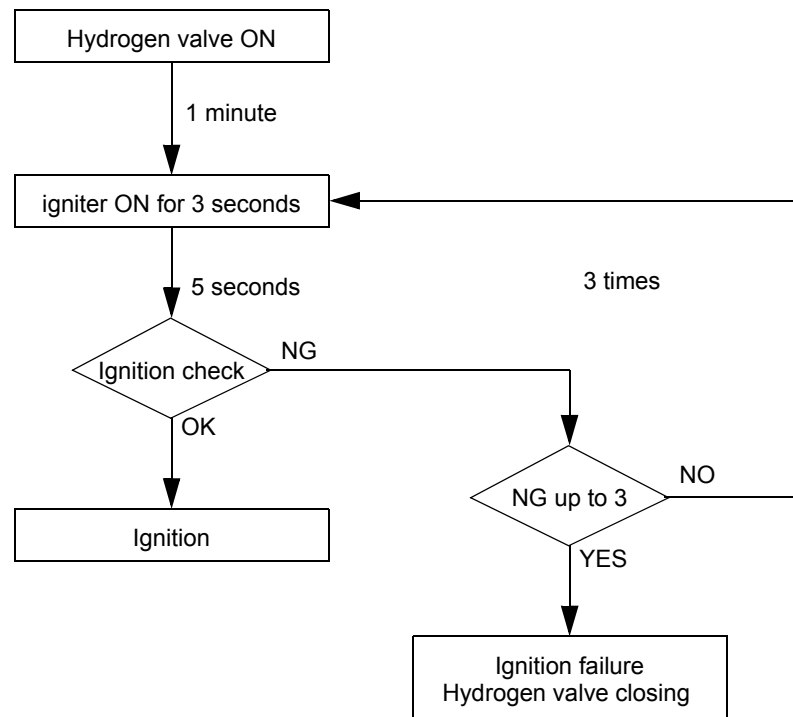 Hydrogen valve ON
1 minute
igniter ON for 3 seconds
5 seconds
3 times
Ignition check
NG
OK
NG up to 3
NO
Ignition
YES
Ignition failure
Hydrogen valve closing